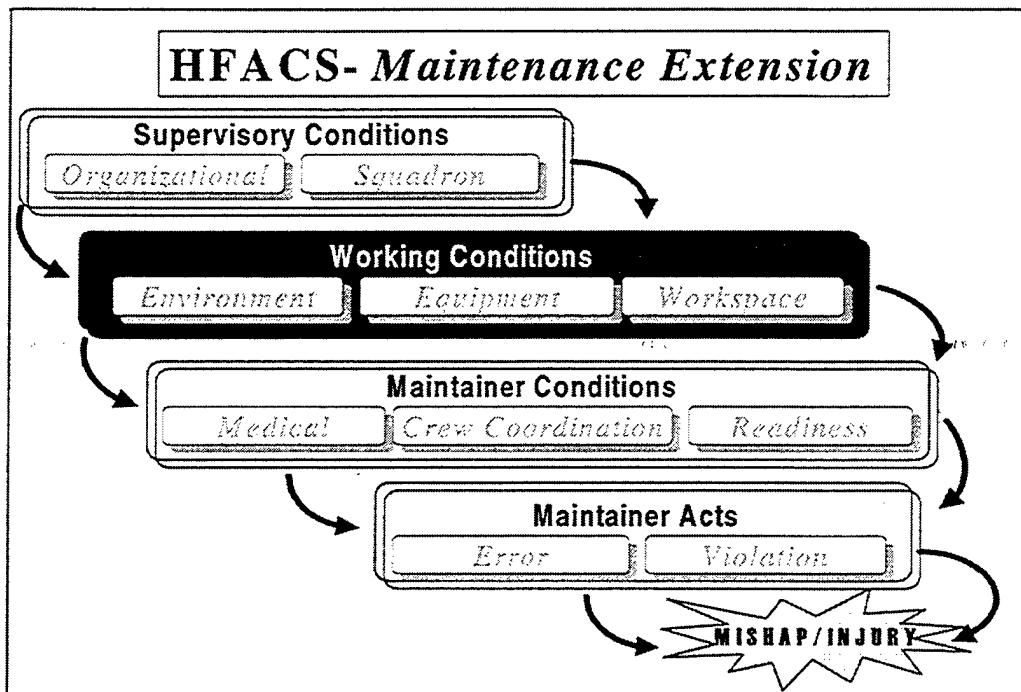 HFACS- Maintenance Extension
Supervisory Conditions
Organizational Squadron
Working Conditions
Environment Equipment Workspace
Maintainer Conditions
Medical Crew Coordination Readiness
Maintainer Acts
Error Violation
MISHAP/INJURY